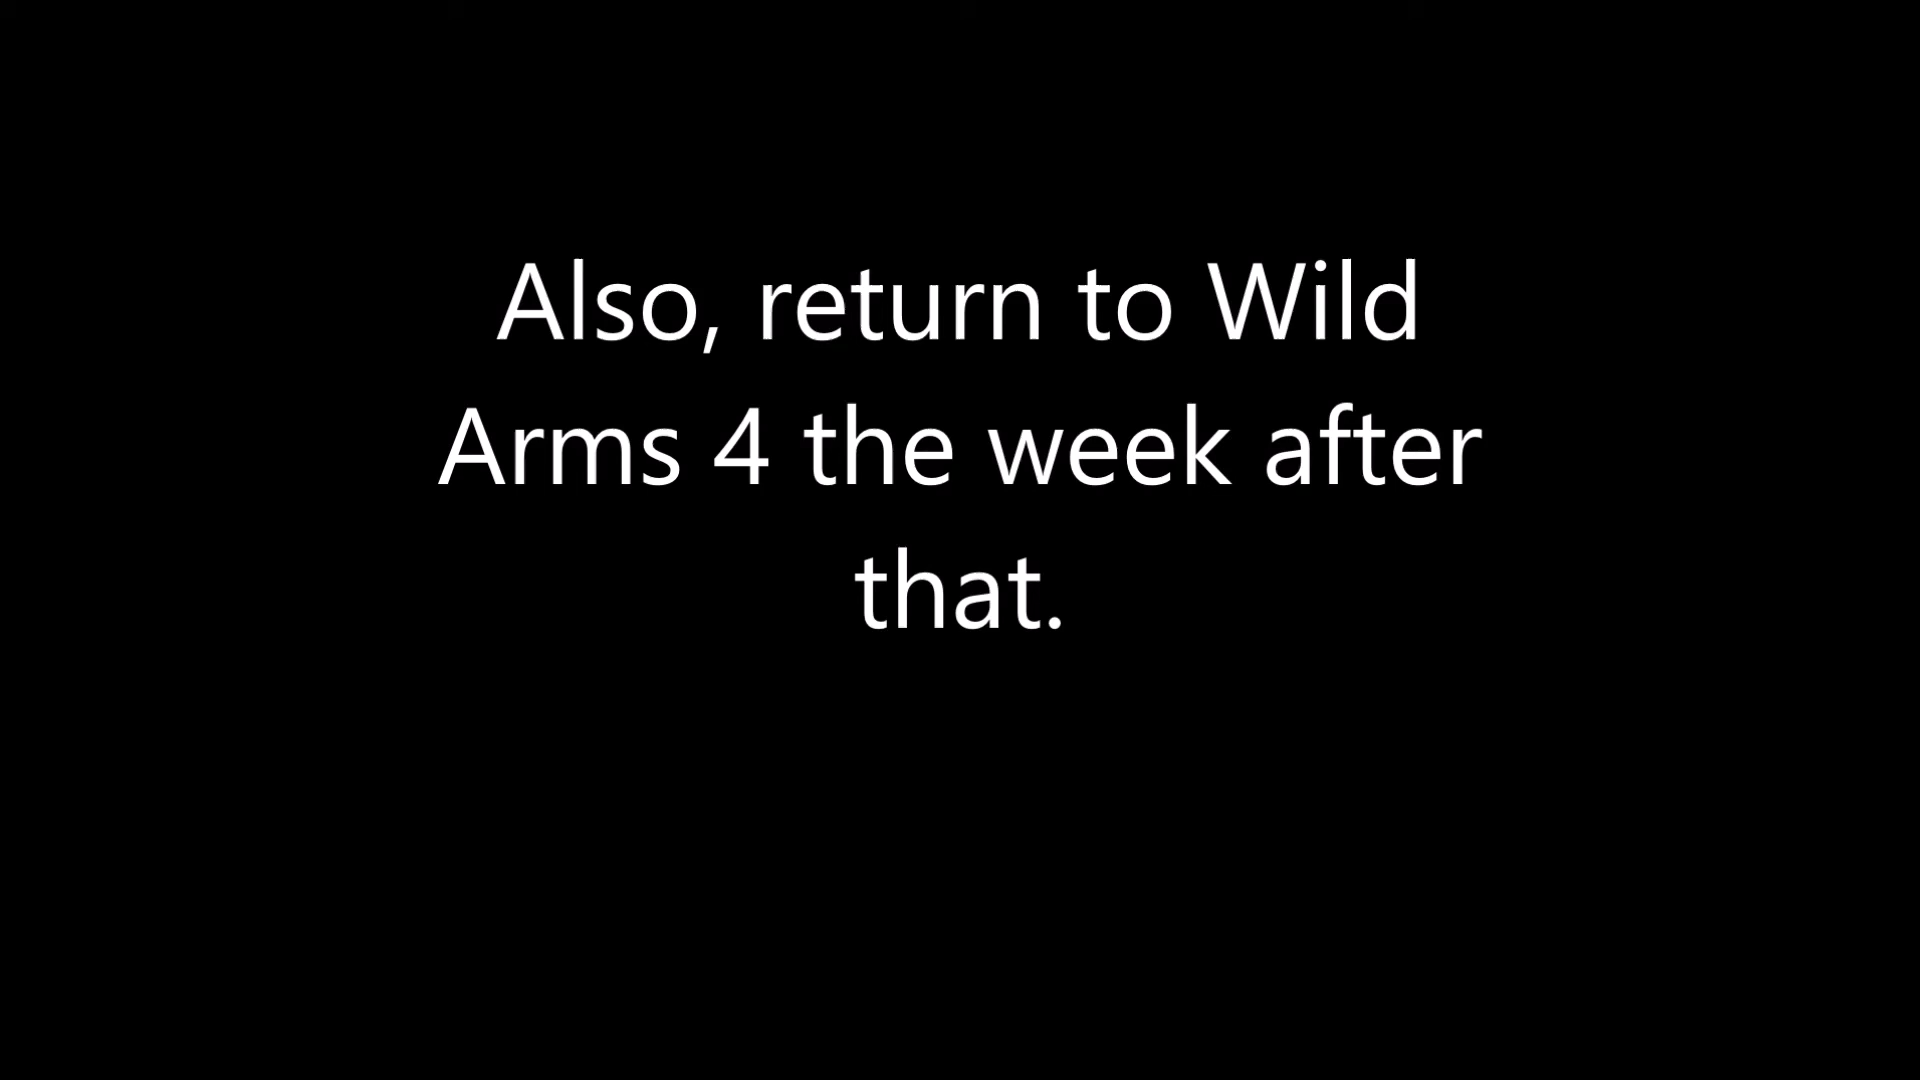 Also, return to Wild
Arms 4 the week after
that.